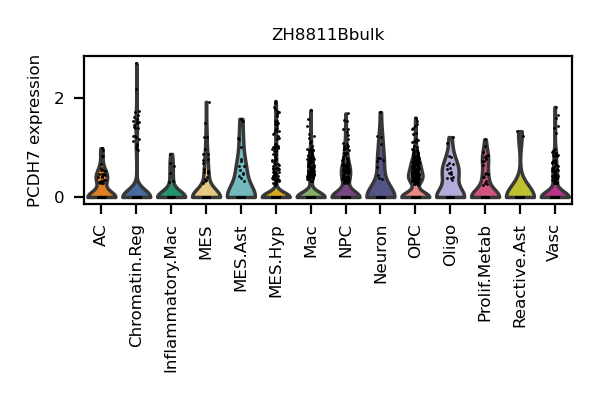 ZH8811Bbulk
PCDH7 expression
2
0
AC
Chromatin.Reg
Inflammatory.Mac
MES
MES.Ast
MES.Hyp
Mac
NPC
Neuron
OPC
Oligo
Prolif.Metab
Reactive.Ast
Vasc